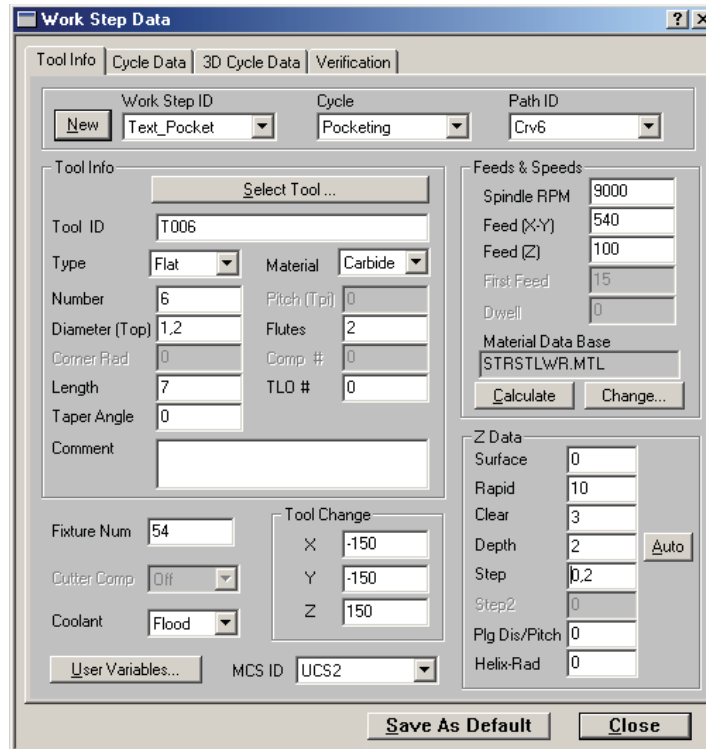 Work Step Data
Tool Info Cycle Data 3D Cycle Data Verification
Work Step ID Cycle Path ID
New Text_Pocket Pocketing Crv6
Tool Info
Select Tool ...
Tool ID T006
Type Flat Material Carbide
Number 6 Pitch (Tpi) 0
Diameter (Top) 1,2 Flutes 2
Corner Rad 0 Comp # 0
Length 7 TLO # 0
Taper Angle 0
Comment
Feeds & Speeds
Spindle RPM 9000
Feed (X-Y) 540
Feed (Z) 100
First Feed 15
Dwell 0
Material Data Base
STRSTLWR.MTL
Calculate Change...
Z Data
Surface 0
Rapid 10
Clear 3
Depth 2 Auto
Step 0,2
Step2 0
Plg Dis/Pitch 0
Helix-Rad 0
Fixture Num 54
Cutter Comp Off
Coolant Flood
Tool Change
X -150
Y -150
Z 150
User Variables... MCS ID UCS2
Save As Default Close